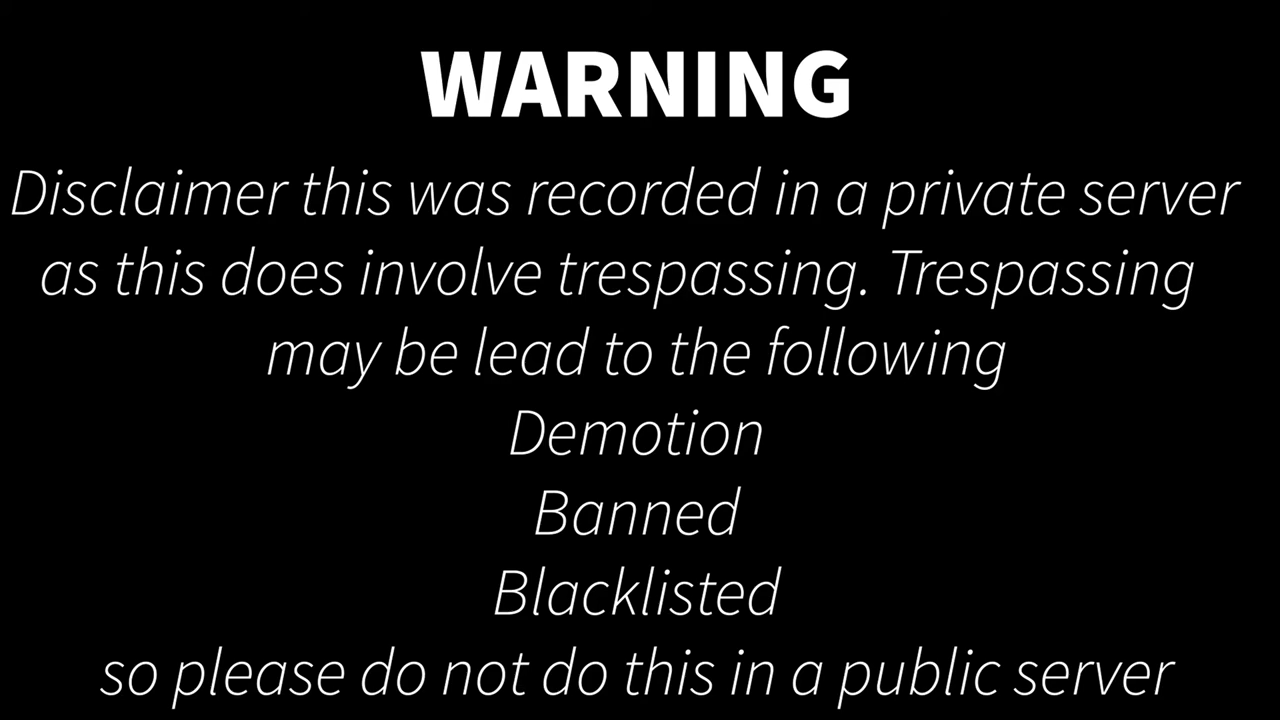 WARNING
Disclaimer this was recorded in a private server
as this does involve trespassing. Trespassing
may be lead to the following
Demotion
Banned
Blacklisted
so please do not do this in a public server